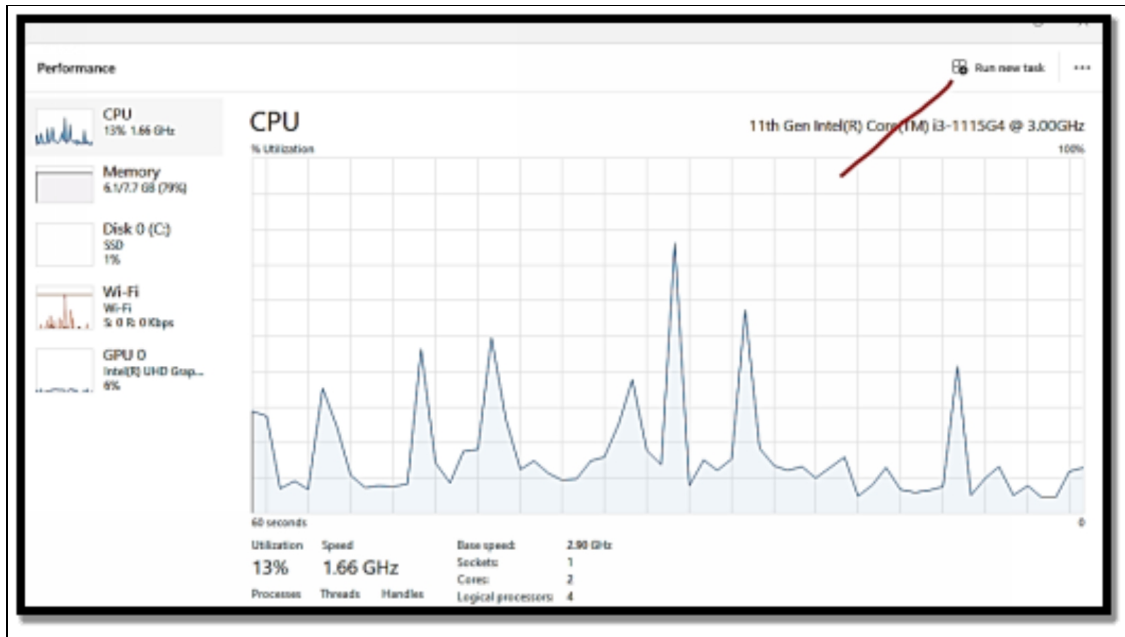 Performance
Run new task
CPU
13% 1.66 GHz
Memory
6.1/7.7 GB (79%)
Disk 0 (C:)
SSD
1%
Wi-Fi
Wi-Fi
S: 0 R: 0 Kbps
GPU 0
Intel(R) UHD Grap...
6%
CPU
11th Gen Intel(R) Core(TM) i3-1115G4 @ 3.00GHz
% Utilization
100%
60 seconds
0
Utilization
13%
Speed
1.66 GHz
Processes
Threads
Handles
Base speed: 2.90 GHz
Sockets: 1
Cores: 2
Logical processors: 4